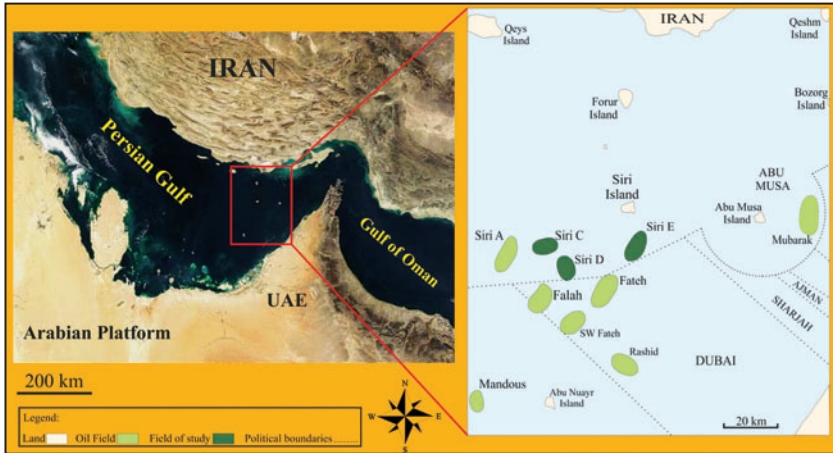 IRAN
Persian Gulf
Gulf of Oman
UAE
Arabian Platform
200 km
N
W
E
S
Legend:
Land
Oil Field
Field of study
Political boundaries
IRAN
Qeys
Island
Qeshm
Island
Forur
Island
Bozorg
Island
Siri
Island
ABU
MUSA
Abu Musa
Island
Mubarak
Siri A
Siri C
Siri D
Siri E
Fateh
Falah
SW Fateh
Rashid
AJMAN
SHARJAH
DUBAI
Mandous
Abu Nuayr
Island
20 km